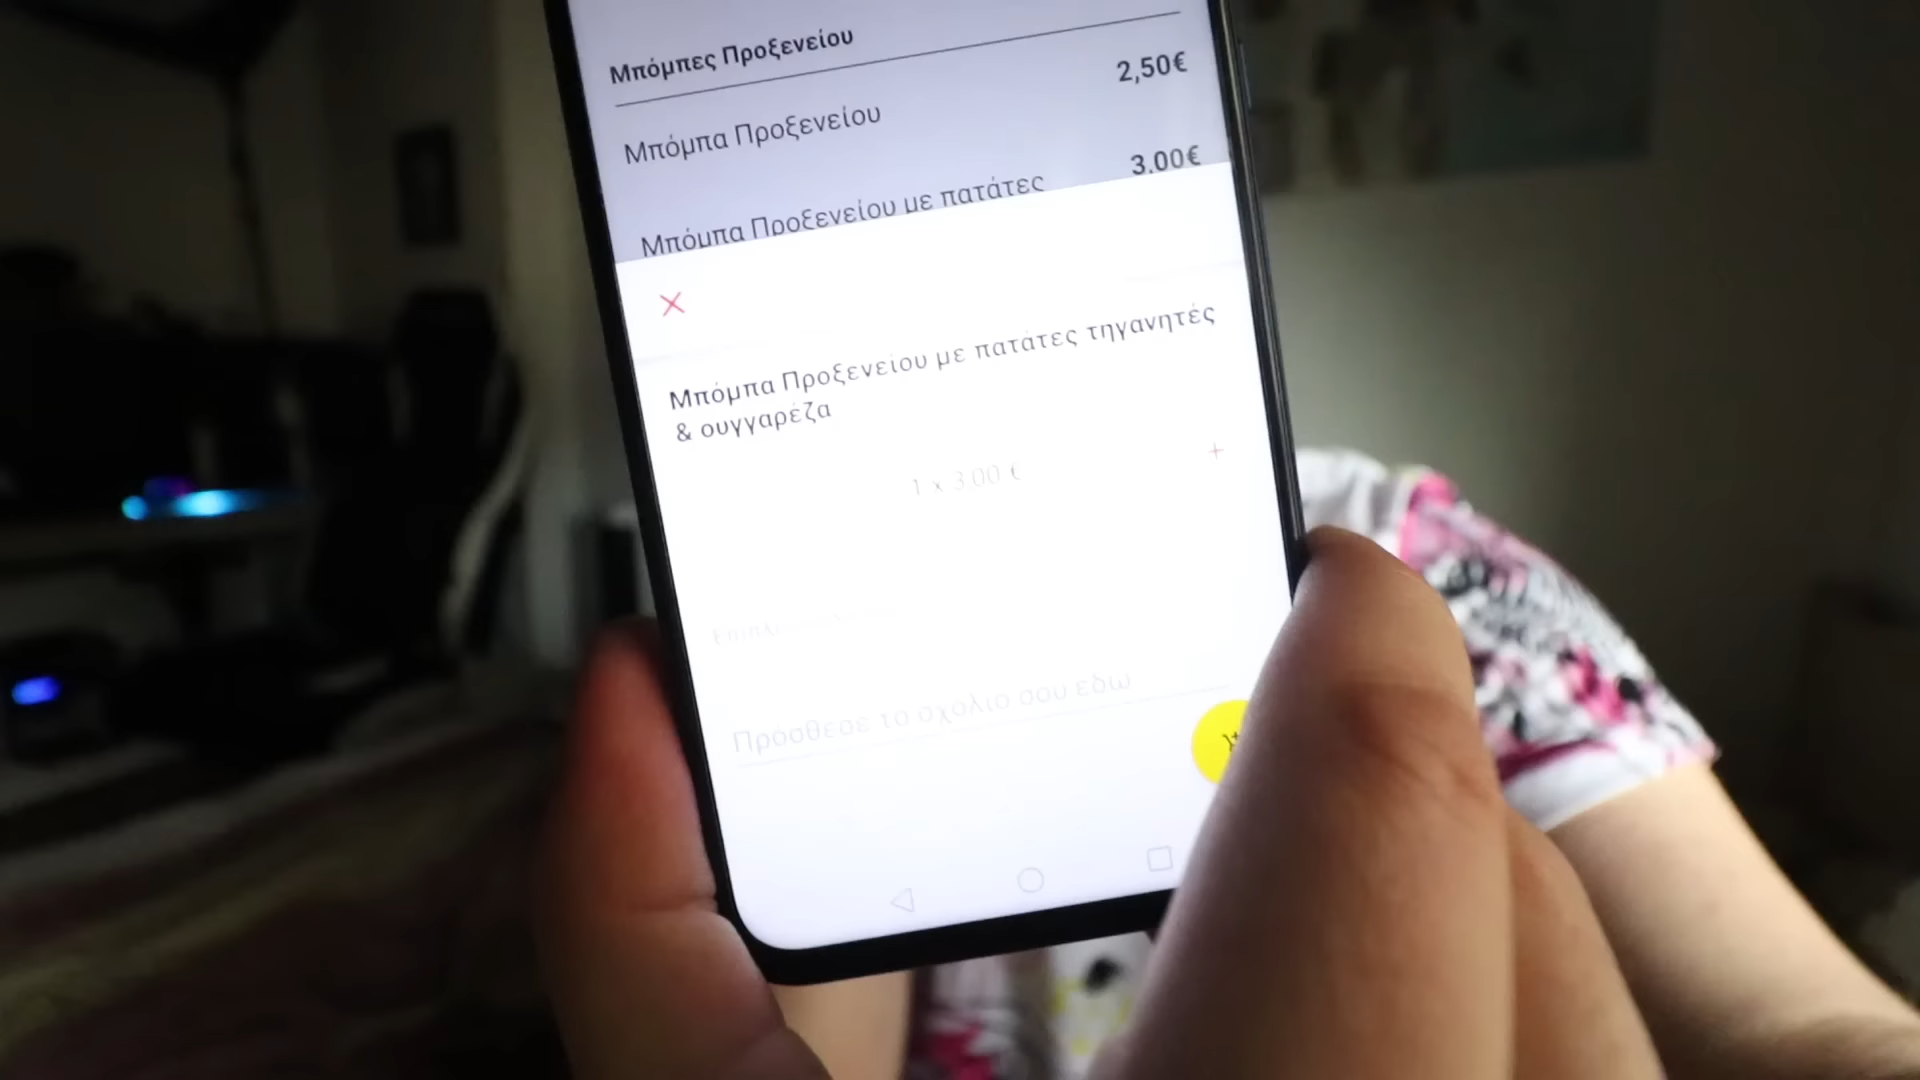 Μπόμπες Προξενείου
Μπόμπα Προξενείου 2,50€
Μπόμπα Προξενείου με πατάτες 3,00€
Μπόμπα Προξενείου με πατάτες τηγανητές
& ουγγαρέζα
1 x 3,00 €
Πρόσθεσε το σχόλιο σου εδώ